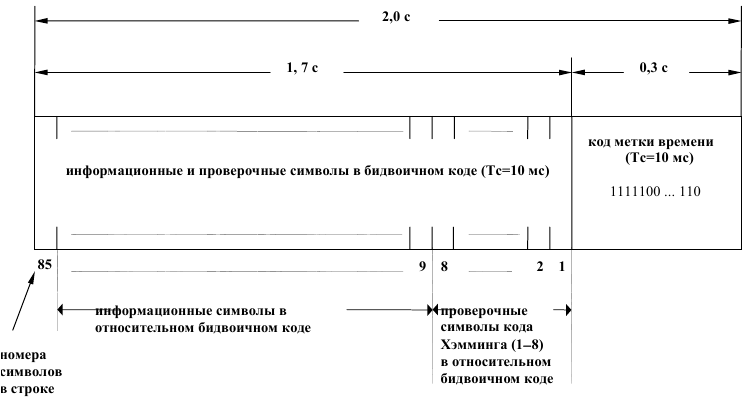 2,0 с
1, 7 с
0,3 с
код метки времени
(Тс=10 мс)
информационные и проверочные символы в бидвоичном коде (Тс=10 мс)
1111100 ... 110
85
9
8
2
1
информационные символы в
относительном бидвоичном коде
проверочные
символы кода
Хэмминга (1–8)
в относительном
бидвоичном коде
номера
символов
в строке